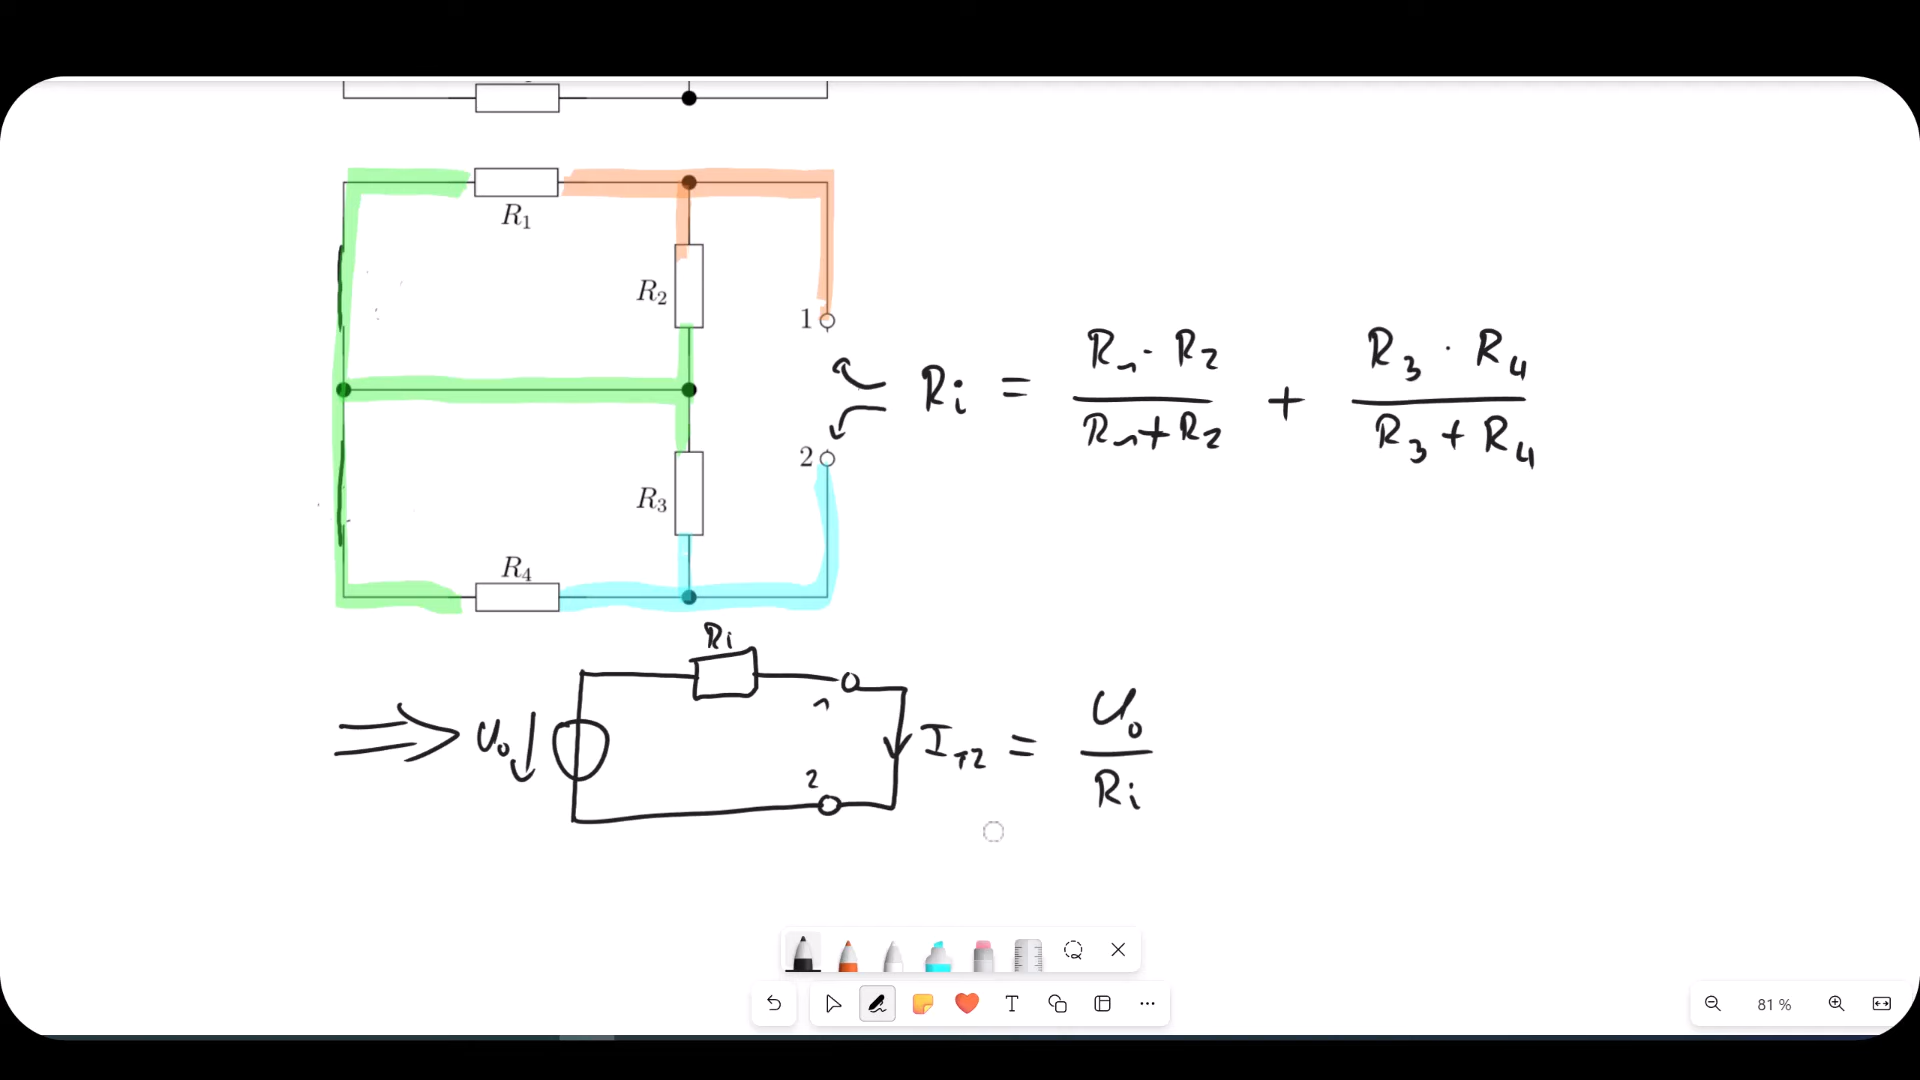 R1
R2
1
Ri = R1 · R2 / R1 + R2 + R3 · R4 / R3 + R4
2
R3
R4
Ri
U0
1
2
I12 = U0 / Ri
81 %
T